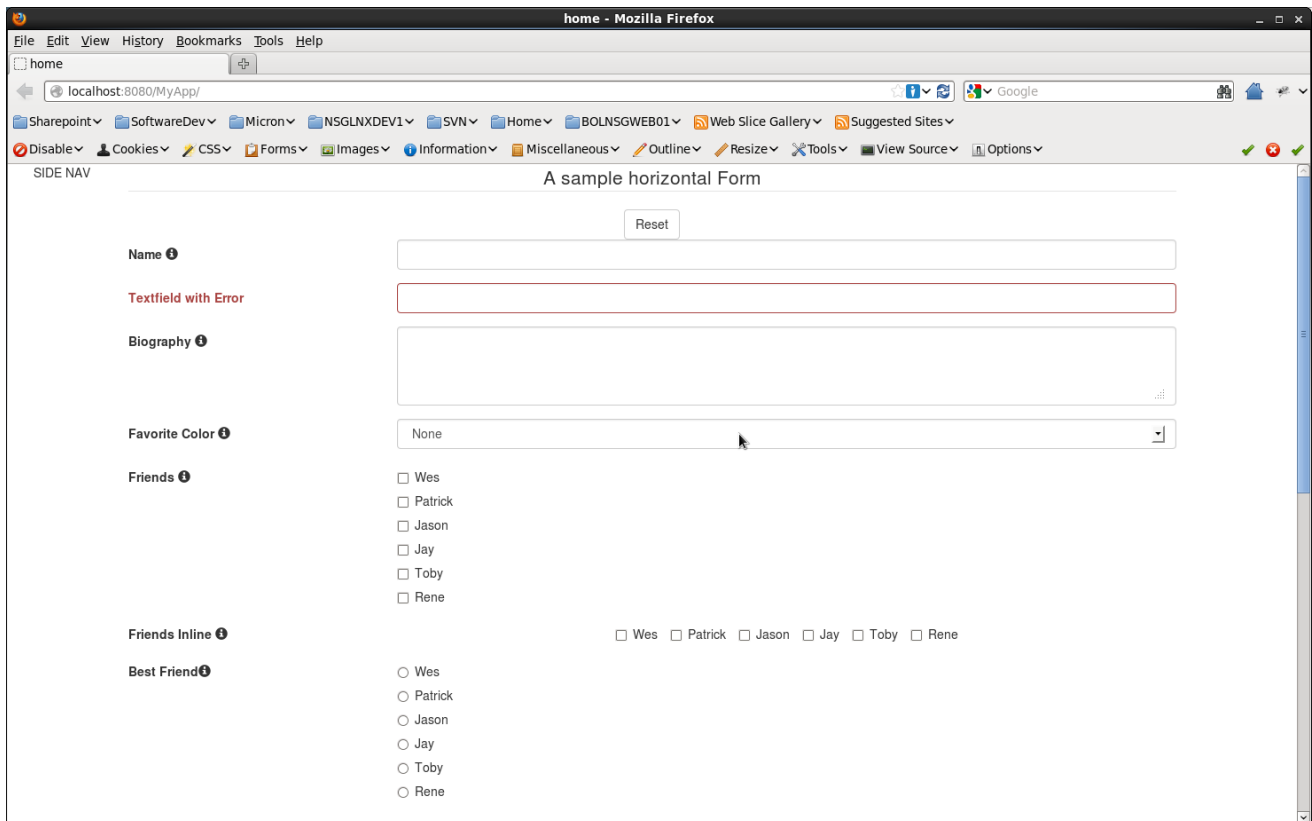 home - Mozilla Firefox
File Edit View History Bookmarks Tools Help
home
localhost:8080/MyApp/ Google
Sharepoint SoftwareDev Micron NSGLNXDEV1 SVN Home BOLNSGWEB01 Web Slice Gallery Suggested Sites
Disable Cookies CSS Forms Images Information Miscellaneous Outline Resize Tools View Source Options
SIDE NAV
A sample horizontal Form
Reset
Name
Textfield with Error
Biography
Favorite Color None
Friends Wes
Patrick
Jason
Jay
Toby
Rene
Friends Inline Wes Patrick Jason Jay Toby Rene
Best Friend Wes
Patrick
Jason
Jay
Toby
Rene